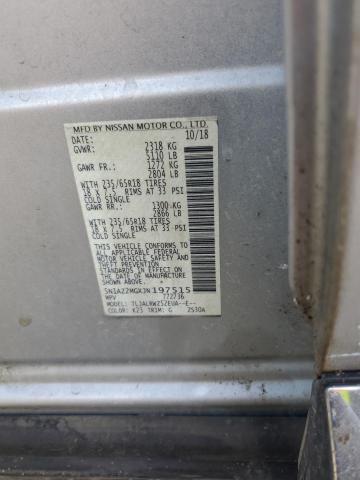 MFD BY NISSAN MOTOR CO., LTD.
DATE: 10/18
GVWR: 2318 KG
5110 LB
GAWR FR.: 1272 KG
2804 LB
WITH 235/65R18 TIRES
18 X 7.5 RIMS AT 33 PSI
COLD SINGLE
GAWR RR.: 1300 KG
2866 LB
WITH 235/65R18 TIRES
18 X 7.5 RIMS AT 33 PSI
COLD SINGLE
THIS VEHICLE CONFORMS TO ALL
APPLICABLE U.S. FEDERAL
MOTOR VEHICLE SAFETY AND
THEFT PREVENTION STANDARDS
IN EFFECT ON THE DATE OF
MANUFACTURE SHOWN ABOVE.
5N1AZ2MGXJN197515
MPV 772736
MODEL: TLJALRWZ52EUA--E--
COLOR: K23 TRIM: G 2530A